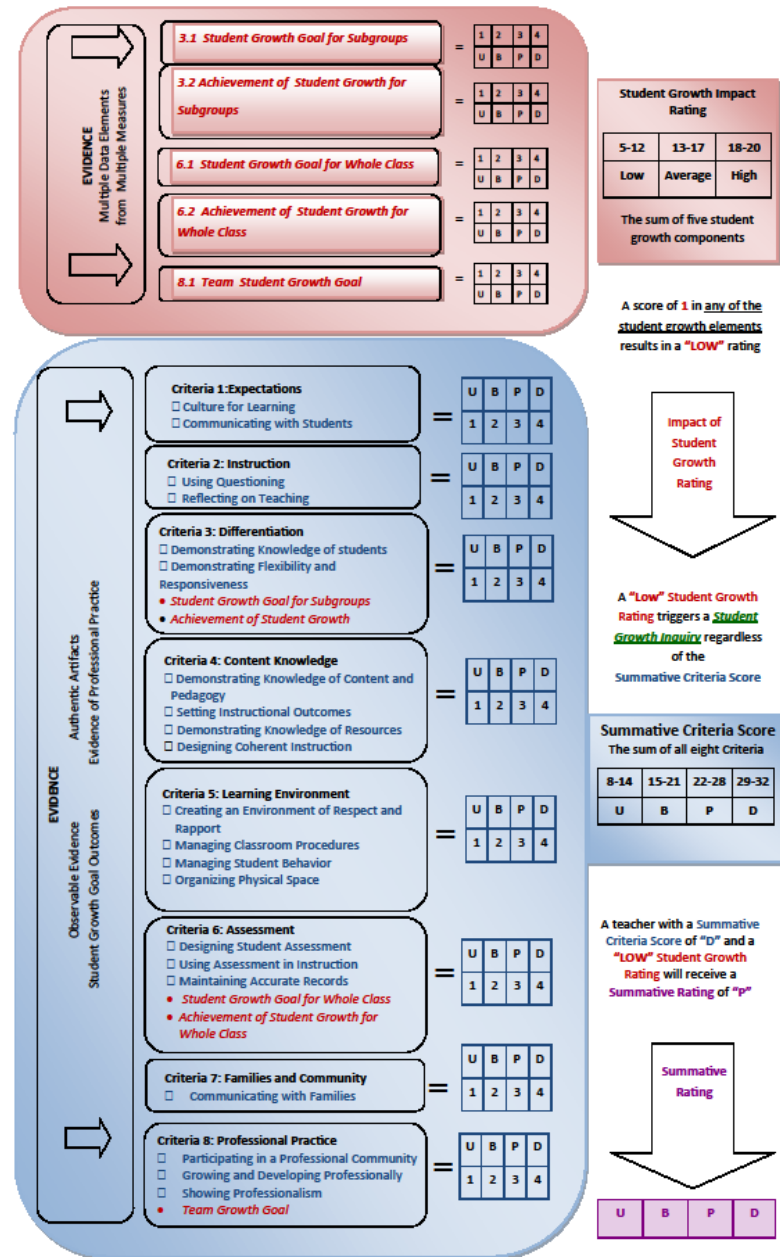 EVIDENCE
Multiple Data Elements
from Multiple Measures
3.1 Student Growth Goal for Subgroups
=
1 2 3 4
U B P D
3.2 Achievement of Student Growth for
Subgroups
=
1 2 3 4
U B P D
6.1 Student Growth Goal for Whole Class
=
1 2 3 4
U B P D
6.2 Achievement of Student Growth for
Whole Class
=
1 2 3 4
U B P D
8.1 Team Student Growth Goal
=
1 2 3 4
U B P D
Student Growth Impact
Rating
5-12 13-17 18-20
Low Average High
The sum of five student
growth components
A score of 1 in any of the
student growth elements
results in a “LOW” rating
Impact of
Student
Growth
Rating
A “Low” Student Growth
Rating triggers a Student
Growth Inquiry regardless
of the
Summative Criteria Score
Summative Criteria Score
The sum of all eight Criteria
8-14 15-21 22-28 29-32
U B P D
A teacher with a Summative
Criteria Score of “D” and a
“LOW” Student Growth
Rating will receive a
Summative Rating of “P”
Summative
Rating
U B P D
EVIDENCE
Authentic Artifacts
Evidence of Professional Practice
Observable Evidence
Student Growth Goal Outcomes
Criteria 1:Expectations
□ Culture for Learning
□ Communicating with Students
=
U B P D
1 2 3 4
Criteria 2: Instruction
□ Using Questioning
□ Reflecting on Teaching
=
U B P D
1 2 3 4
Criteria 3: Differentiation
□ Demonstrating Knowledge of students
□ Demonstrating Flexibility and
Responsiveness
• Student Growth Goal for Subgroups
• Achievement of Student Growth
=
U B P D
1 2 3 4
Criteria 4: Content Knowledge
□ Demonstrating Knowledge of Content and
Pedagogy
□ Setting Instructional Outcomes
□ Demonstrating Knowledge of Resources
□ Designing Coherent Instruction
=
U B P D
1 2 3 4
Criteria 5: Learning Environment
□ Creating an Environment of Respect and
Rapport
□ Managing Classroom Procedures
□ Managing Student Behavior
□ Organizing Physical Space
=
U B P D
1 2 3 4
Criteria 6: Assessment
□ Designing Student Assessment
□ Using Assessment in Instruction
□ Maintaining Accurate Records
• Student Growth Goal for Whole Class
• Achievement of Student Growth for
Whole Class
=
U B P D
1 2 3 4
Criteria 7: Families and Community
□ Communicating with Families
=
U B P D
1 2 3 4
Criteria 8: Professional Practice
□ Participating in a Professional Community
□ Growing and Developing Professionally
□ Showing Professionalism
• Team Growth Goal
=
U B P D
1 2 3 4